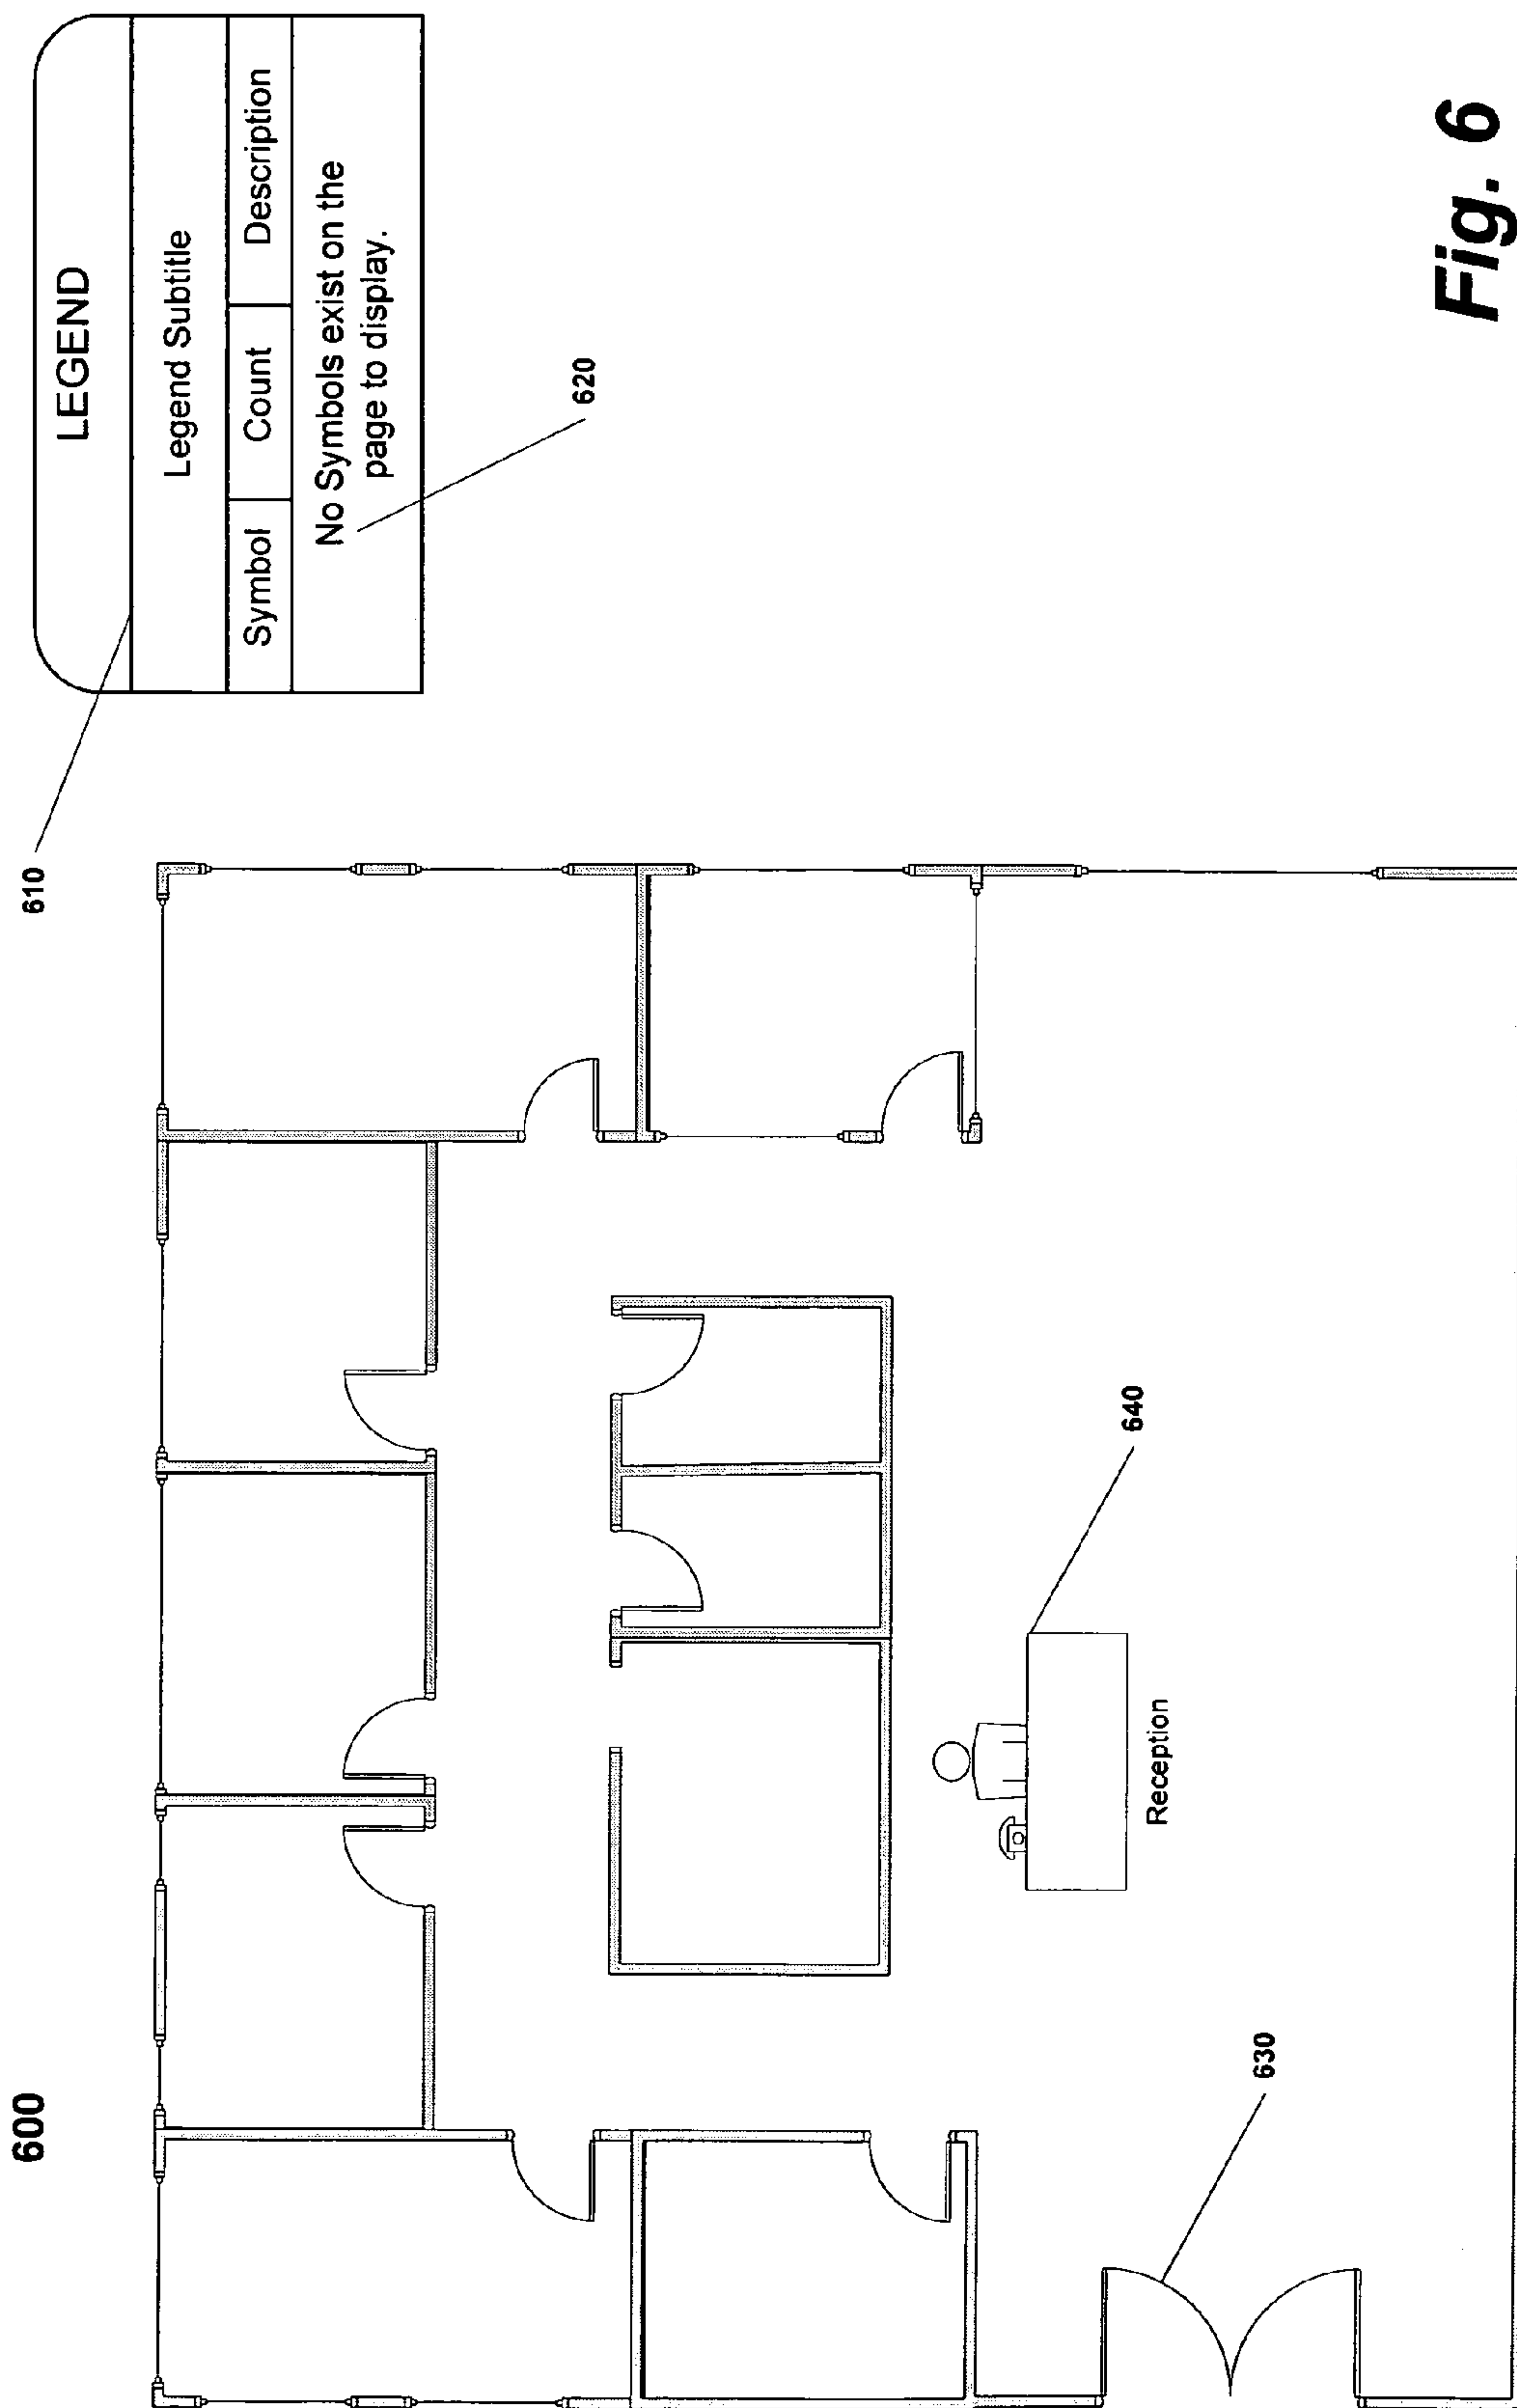 600
610
LEGEND
Legend Subtitle
Symbol Count Description
No Symbols exist on the
page to display.
620
630
640
Reception
Fig. 6